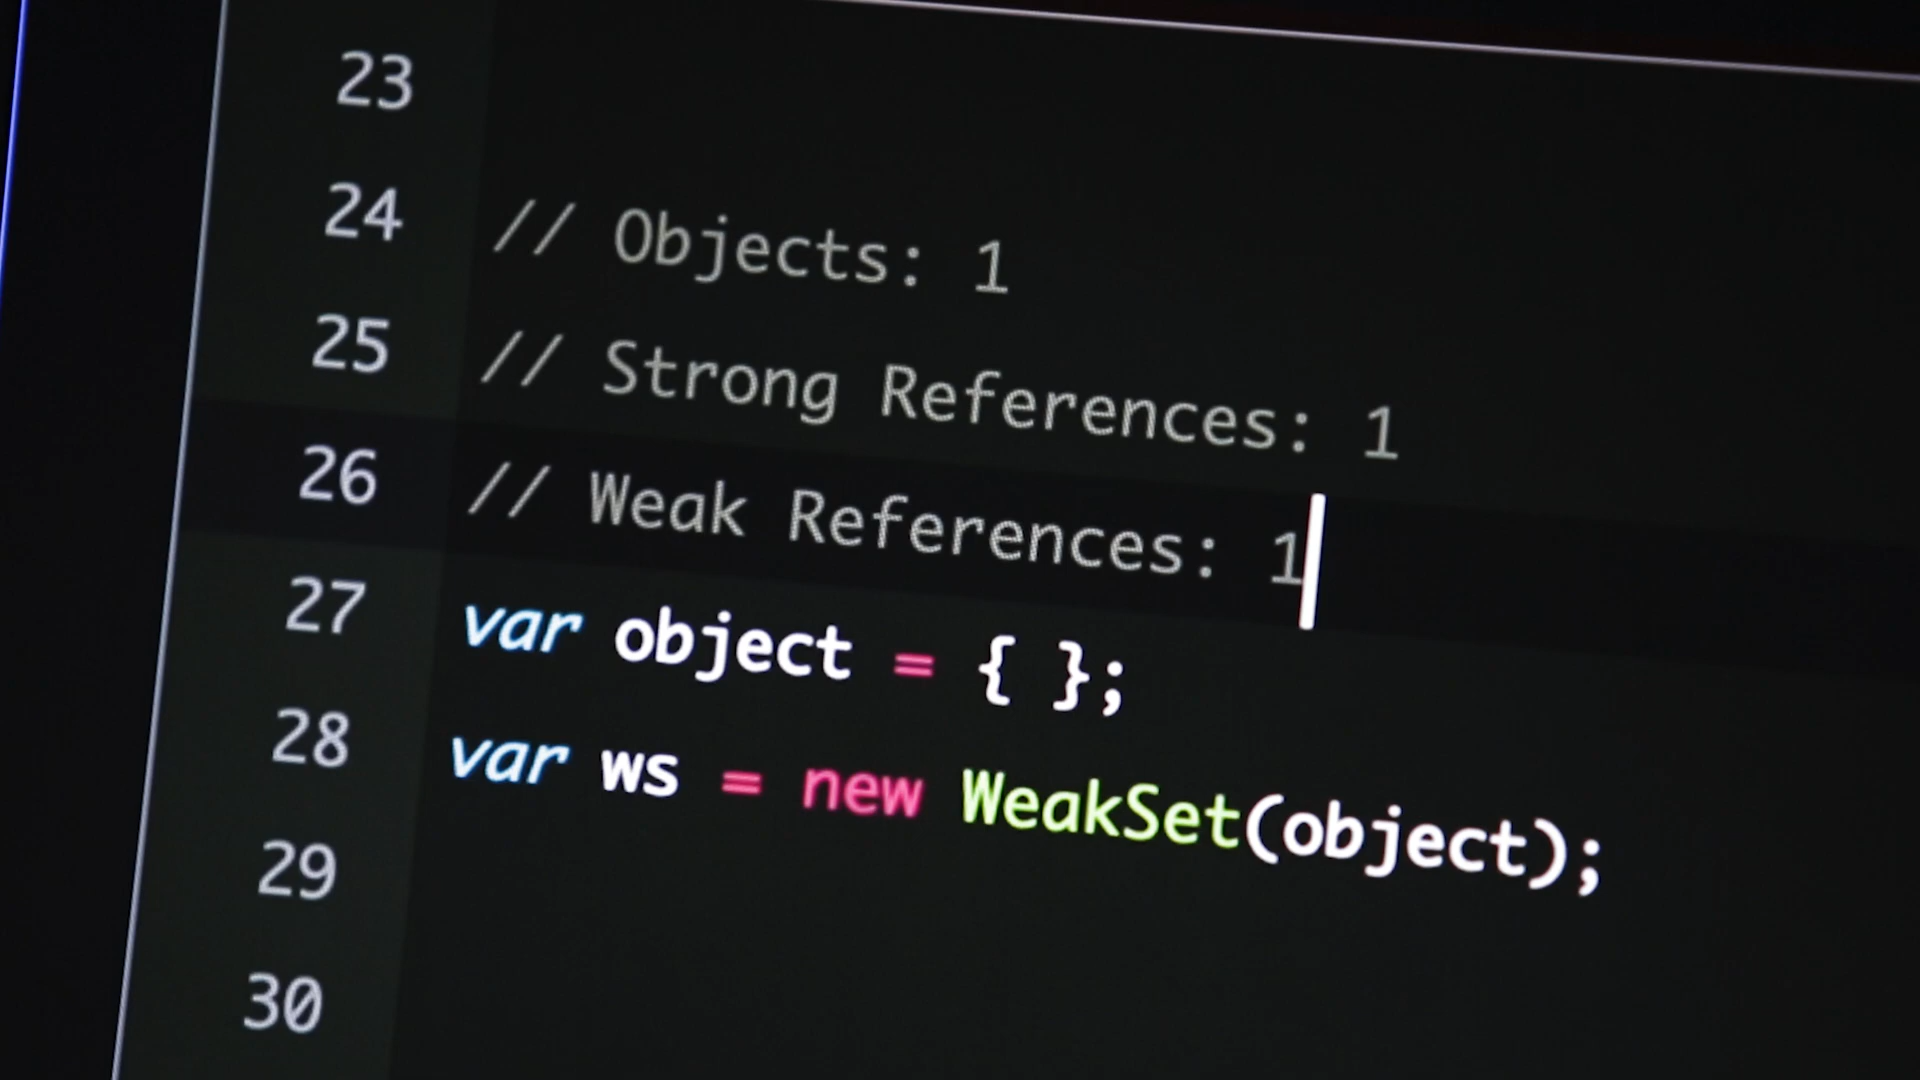 23
24 // Objects: 1
25 // Strong References: 1
26 // Weak References: 1
27 var object = { };
28 var ws = new WeakSet(object);
29
30